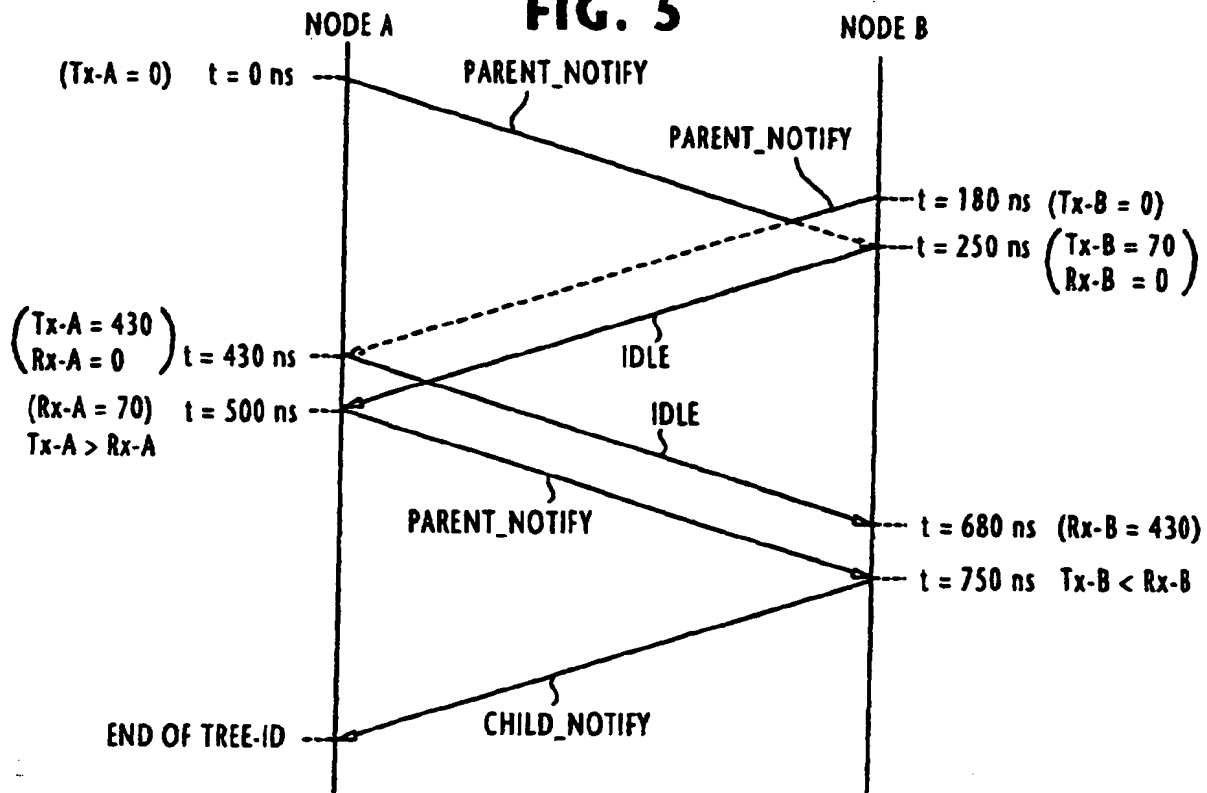 FIG. 5
NODE A
NODE B
(Tx-A = 0) t = 0 ns
PARENT_NOTIFY
PARENT_NOTIFY
t = 180 ns (Tx-B = 0)
t = 250 ns (Tx-B = 70
Rx-B = 0)
(Tx-A = 430
Rx-A = 0) t = 430 ns
IDLE
(Rx-A = 70) t = 500 ns
Tx-A > Rx-A
IDLE
PARENT_NOTIFY
t = 680 ns (Rx-B = 430)
t = 750 ns Tx-B < Rx-B
CHILD_NOTIFY
END OF TREE-ID